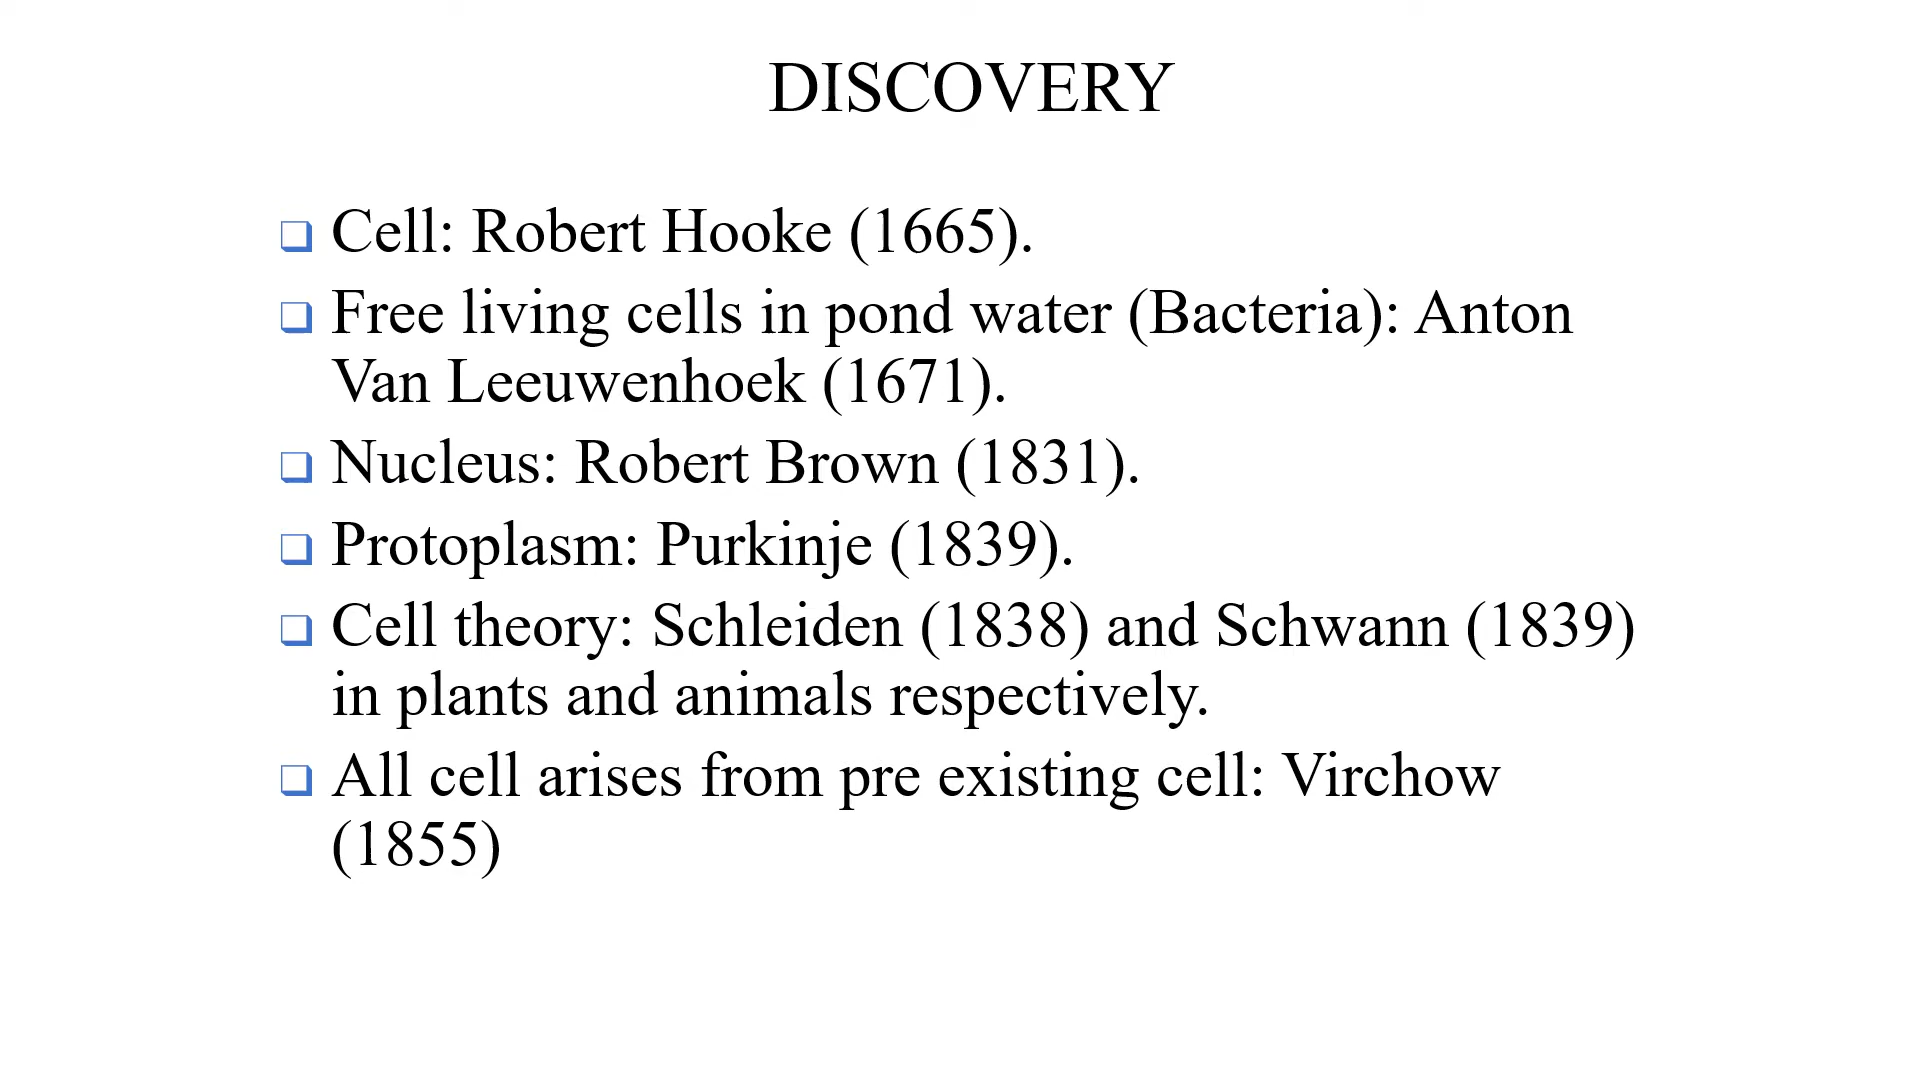 DISCOVERY
❑ Cell: Robert Hooke (1665).
❑ Free living cells in pond water (Bacteria): Anton
Van Leeuwenhoek (1671).
❑ Nucleus: Robert Brown (1831).
❑ Protoplasm: Purkinje (1839).
❑ Cell theory: Schleiden (1838) and Schwann (1839)
in plants and animals respectively.
❑ All cell arises from pre existing cell: Virchow
(1855)